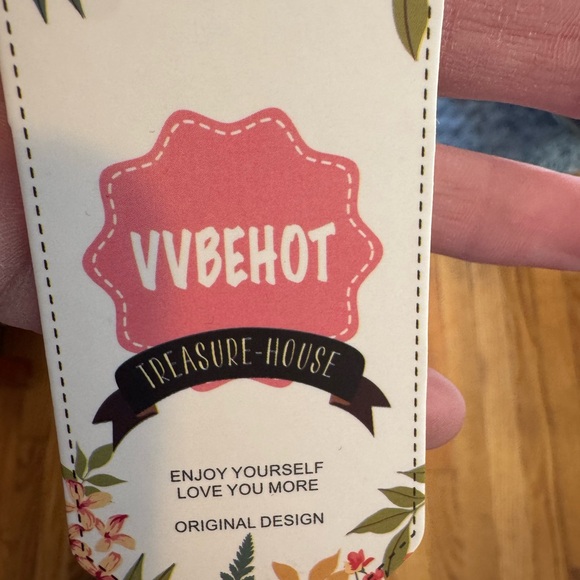 VVBEHOT
TREASURE-HOUSE
ENJOY YOURSELF
LOVE YOU MORE
ORIGINAL DESIGN